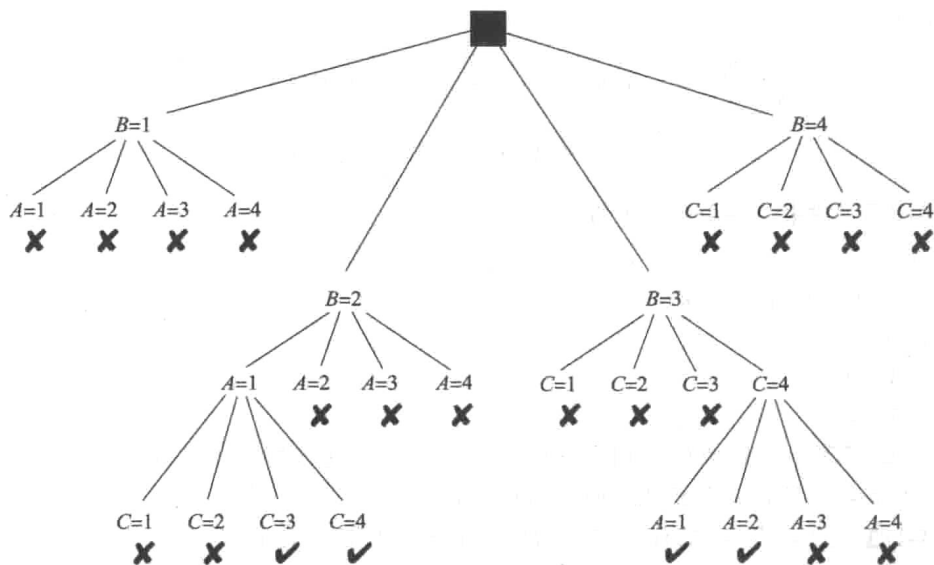 B=1 B=4
A=1 A=2 A=3 A=4 C=1 C=2 C=3 C=4
B=2 B=3
A=1 A=2 A=3 A=4 C=1 C=2 C=3 C=4
C=1 C=2 C=3 C=4 A=1 A=2 A=3 A=4